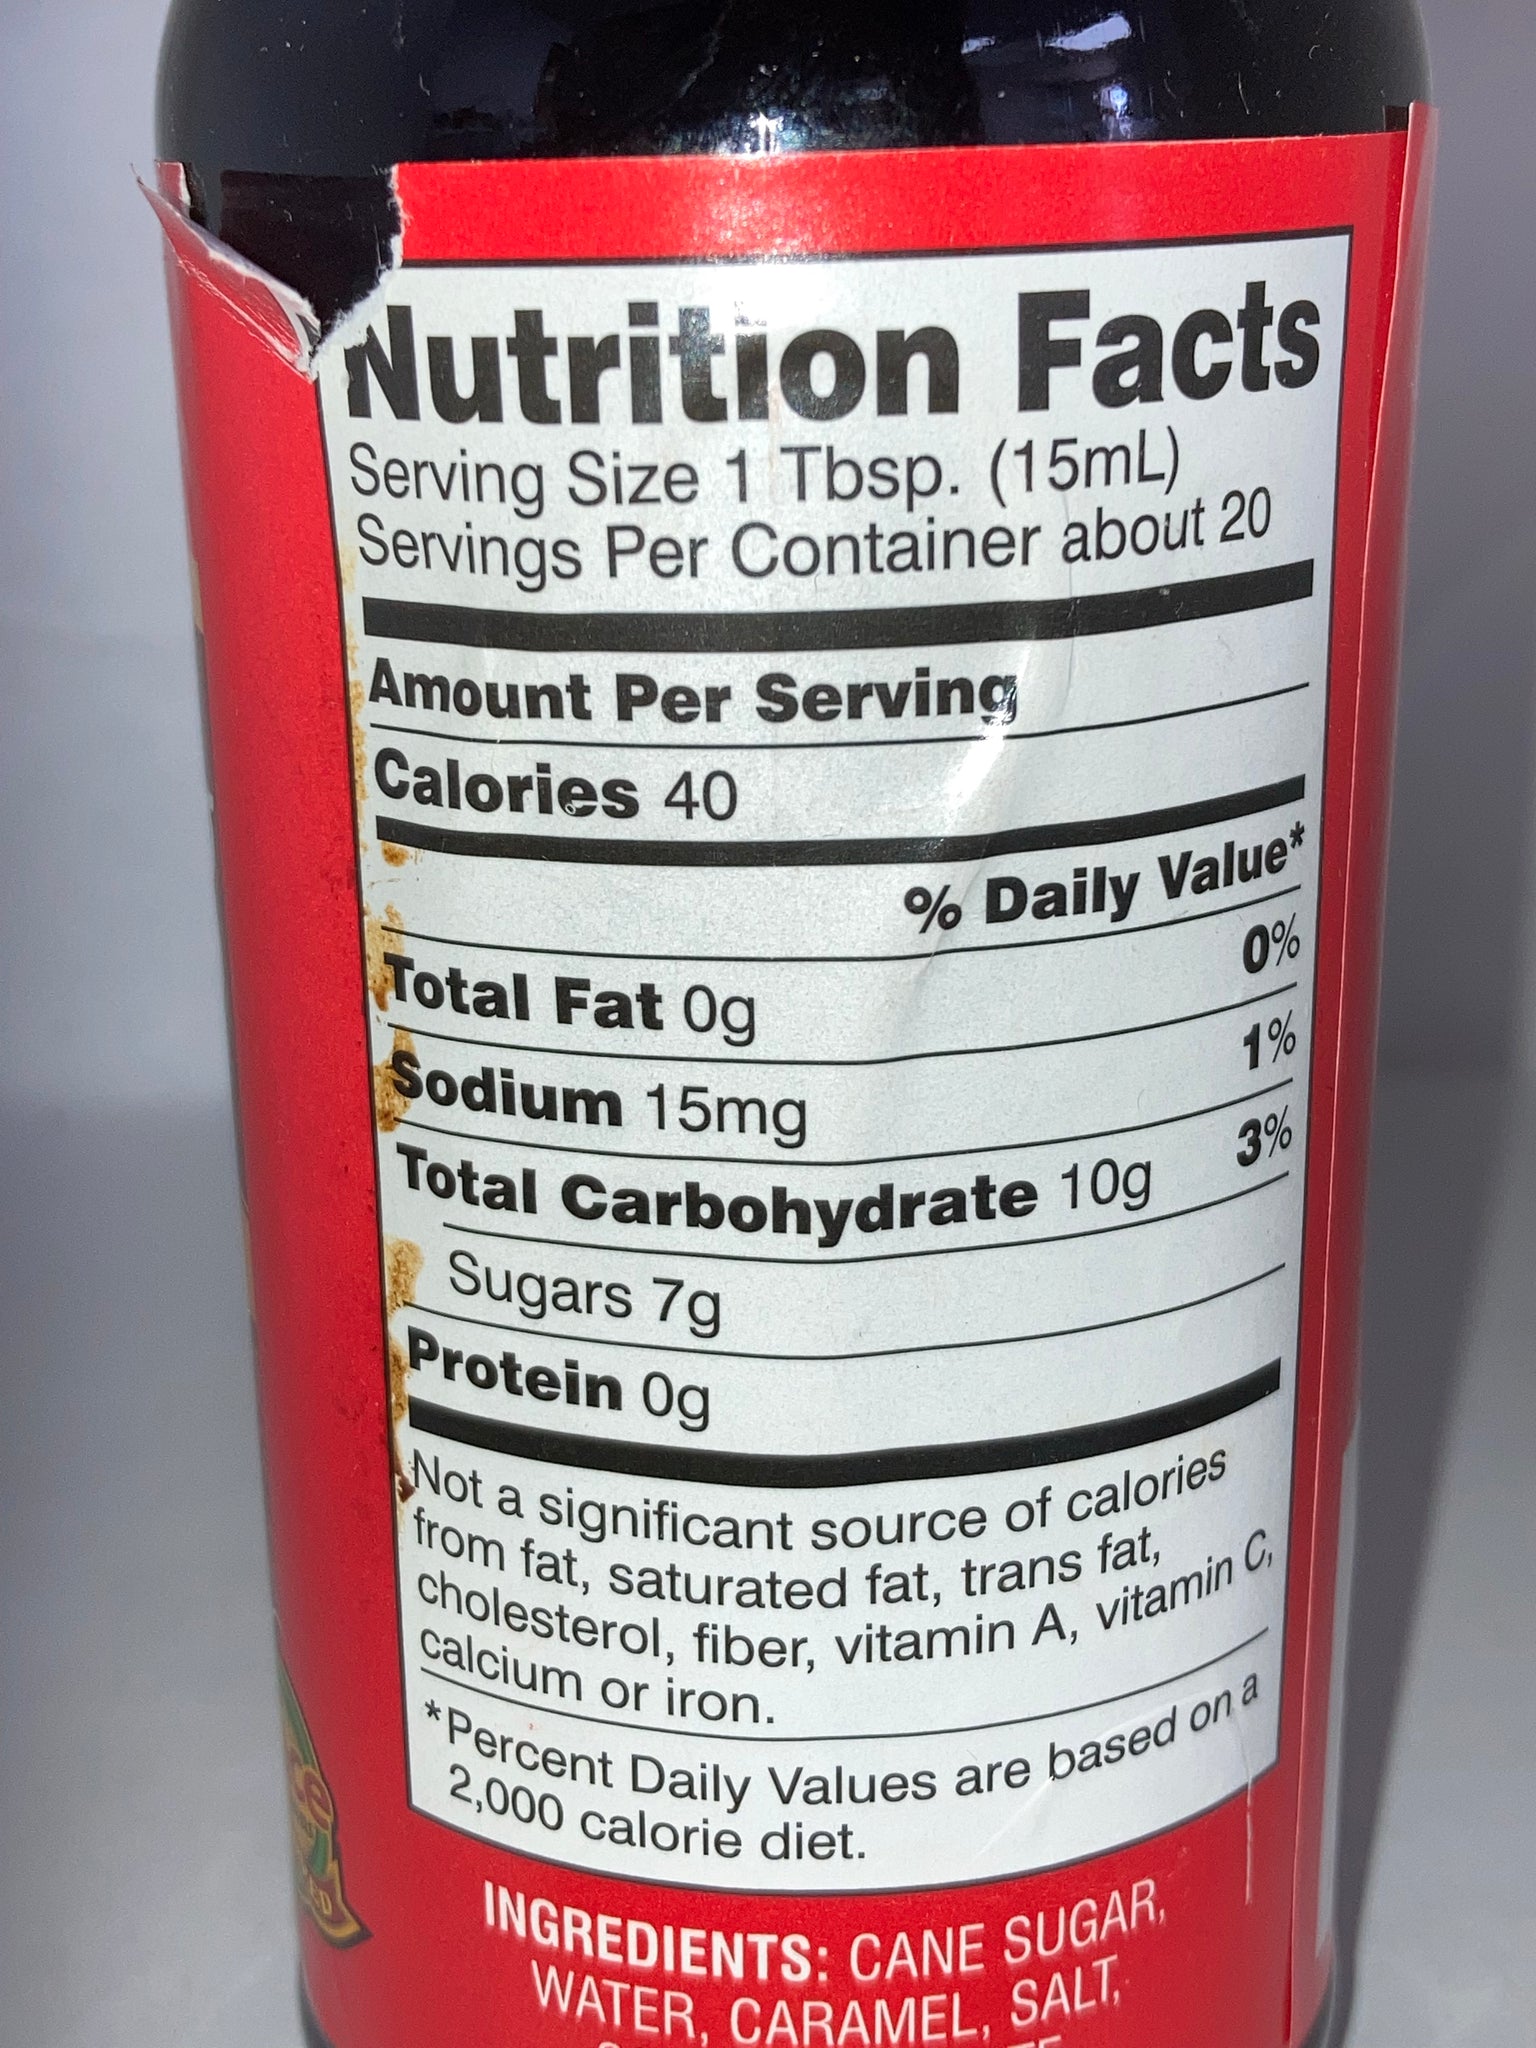 Nutrition Facts
Serving Size 1 Tbsp. (15mL)
Servings Per Container about 20
Amount Per Serving
Calories 40
% Daily Value*
Total Fat 0g 0%
Sodium 15mg 1%
Total Carbohydrate 10g 3%
Sugars 7g
Protein 0g
Not a significant source of calories
from fat, saturated fat, trans fat,
cholesterol, fiber, vitamin A, vitamin C,
calcium or iron.
*Percent Daily Values are based on a
2,000 calorie diet.
INGREDIENTS: CANE SUGAR,
WATER, CARAMEL, SALT,